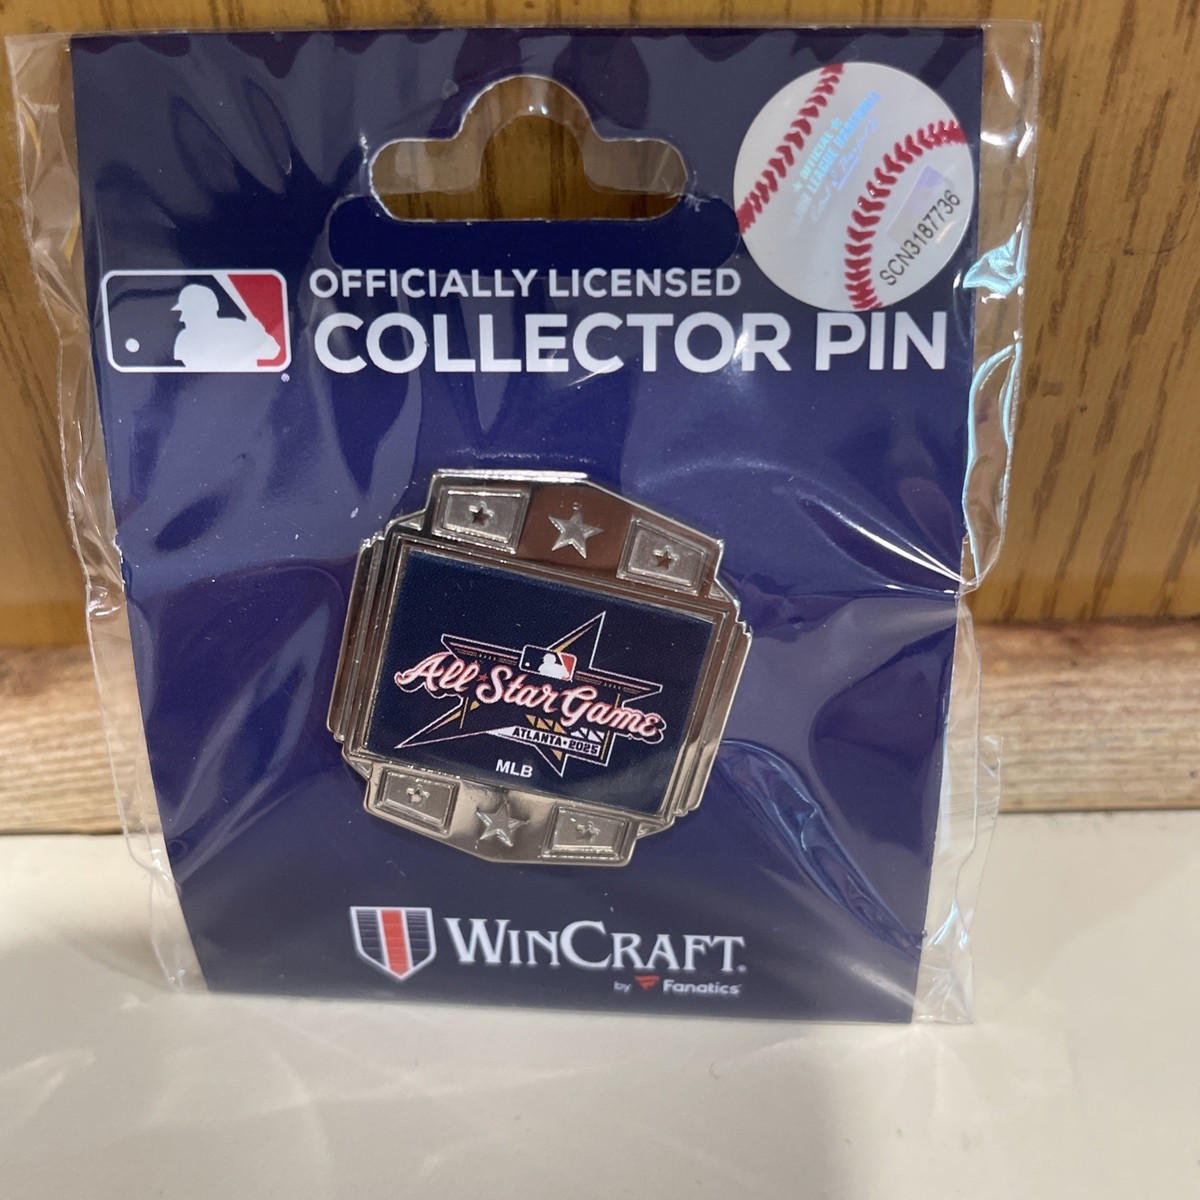 OFFICIALLY LICENSED
COLLECTOR PIN
SCN3187736
All Star Game
ATLANTA • 2025
MLB
WINCRAFT
by Fanatics